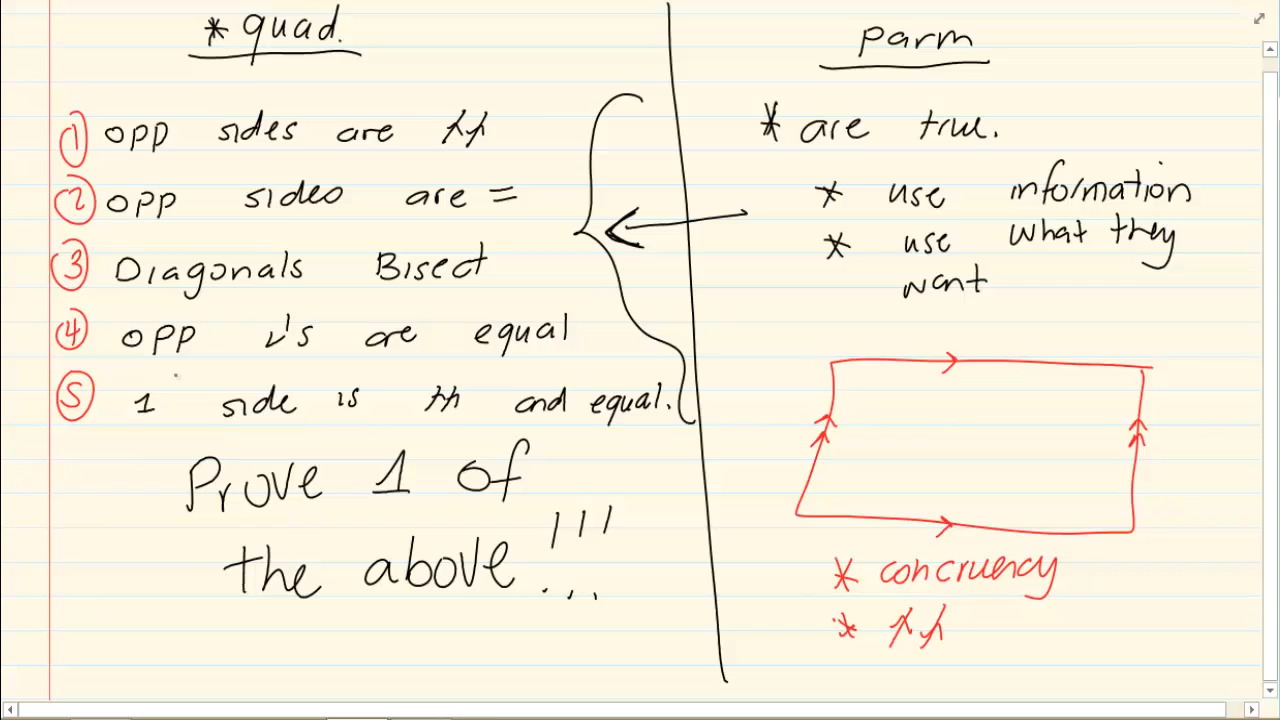 * quad.
① opp sides are //
② opp sides are =
③ Diagonals Bisect
④ opp ∠'s are equal
⑤ 1 side is // and equal.
Prove 1 of
the above!!!
parm
* are true.
* use information
* use what they
want
* concruency
* //